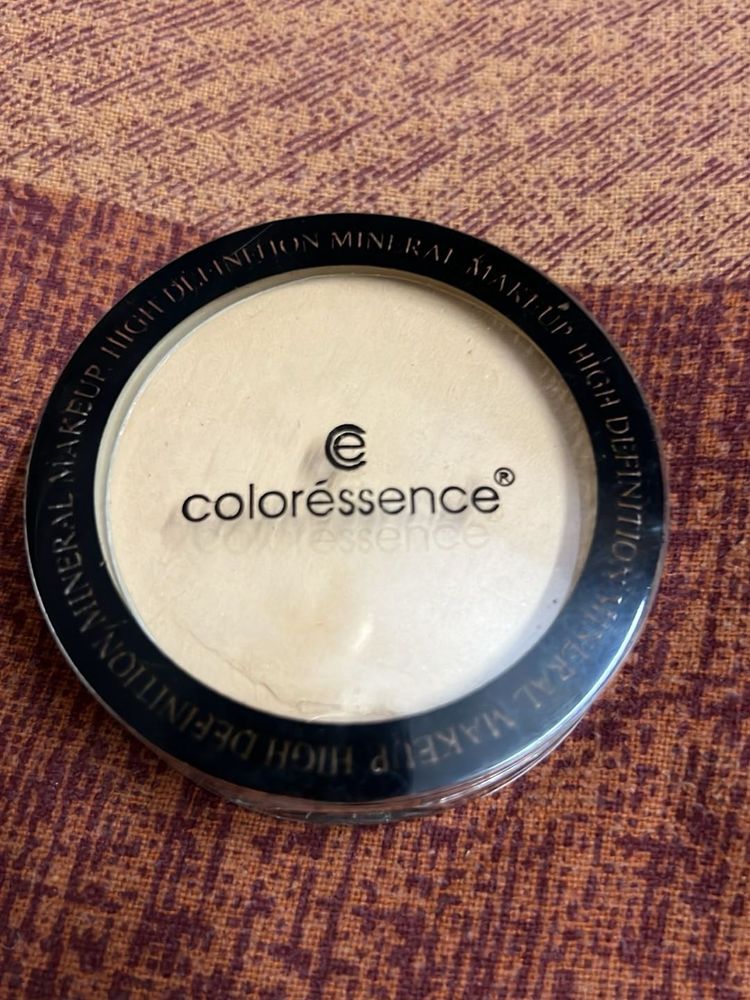 HIGH DEFINITION MINERAL MAKEUP HIGH DEFINITION MINERAL MAKEUP HIGH DEFINITION MINERAL MAKEUP
ce
coloréssence®